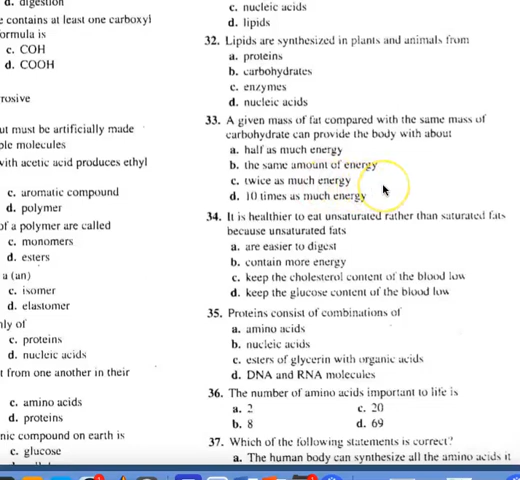 a. digestion
e contains at least one carboxyl
ormula is
c. COH
d. COOH
rosive
ut must be artificially made
ple molecules
with acetic acid produces ethyl
c. aromatic compound
d. polymer
of a polymer are called
c. monomers
d. esters
a (an)
c. isomer
d. elastomer
nly of
c. proteins
d. nucleic acids
t from one another in their
c. amino acids
d. proteins
nic compound on earth is
c. glucose
c. nucleic acids
d. lipids
32. Lipids are synthesized in plants and animals from
a. proteins
b. carbohydrates
c. enzymes
d. nucleic acids
33. A given mass of fat compared with the same mass of
carbohydrate can provide the body with about
a. half as much energy
b. the same amount of energy
c. twice as much energy
d. 10 times as much energy
34. It is healthier to eat unsaturated rather than saturated fats
because unsaturated fats
a. are easier to digest
b. contain more energy
c. keep the cholesterol content of the blood low
d. keep the glucose content of the blood low
35. Proteins consist of combinations of
a. amino acids
b. nucleic acids
c. esters of glycerin with organic acids
d. DNA and RNA molecules
36. The number of amino acids important to life is
a. 2 c. 20
b. 8 d. 69
37. Which of the following statements is correct?
a. The human body can synthesize all the amino acids it